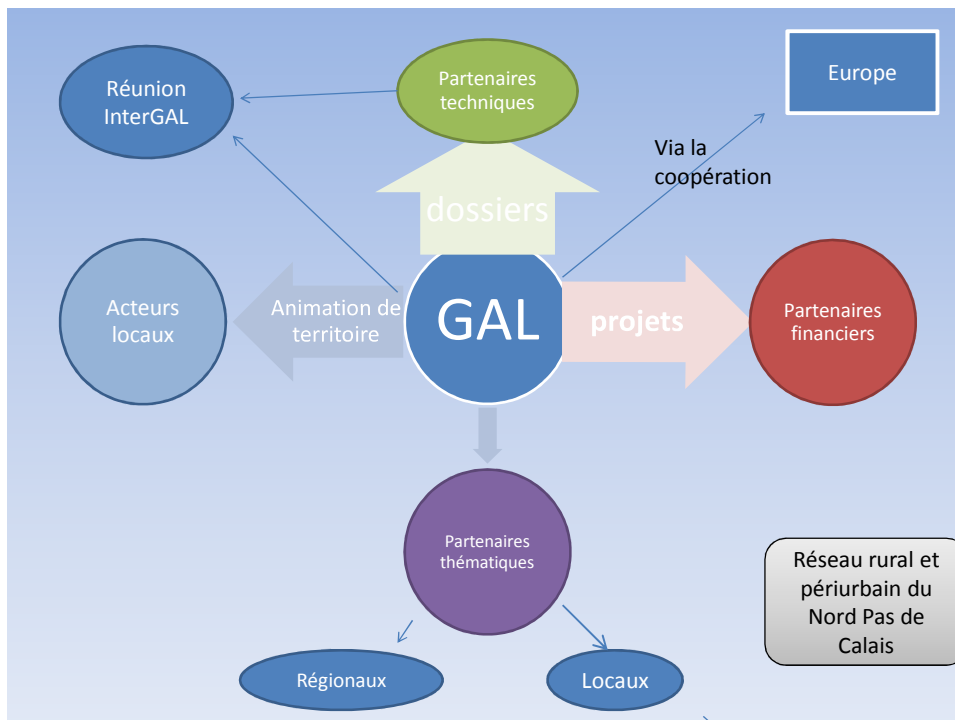 Réunion
InterGAL
Partenaires
techniques
Europe
Via la
coopération
dossiers
Acteurs
locaux
Animation de
territoire
GAL
projets
Partenaires
financiers
Partenaires
thématiques
Réseau rural et
périurbain du
Nord Pas de
Calais
Régionaux
Locaux